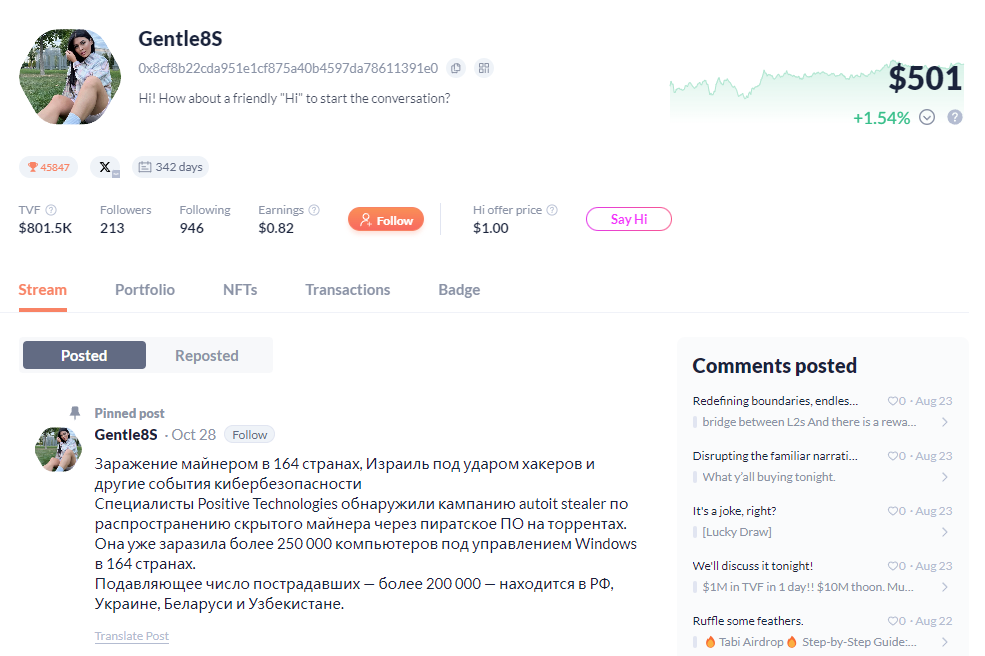 Gentle8S
0x8cf8b22cda951e1cf875a40b4597da78611391e0
Hi! How about a friendly "Hi" to start the conversation?
$501
+1.54%
45847
342 days
TVF
Followers
Following
Earnings
Follow
Hi offer price
Say Hi
$801.5K
213
946
$0.82
$1.00
Stream
Portfolio
NFTs
Transactions
Badge
Posted
Reposted
Pinned post
Gentle8S · Oct 28 Follow
Заражение майнером в 164 странах, Израиль под ударом хакеров и
другие события кибербезопасности
Специалисты Positive Technologies обнаружили кампанию autoit stealer по
распространению скрытого майнера через пиратское ПО на торрентах.
Она уже заразила более 250 000 компьютеров под управлением Windows
в 164 странах.
Подавляющее число пострадавших — более 200 000 — находится в РФ,
Украине, Беларуси и Узбекистане.
Translate Post
Comments posted
Redefining boundaries, endles... 0 · Aug 23
bridge between L2s And there is a rewa...
Disrupting the familiar narrati... 0 · Aug 23
What y'all buying tonight.
It's a joke, right? 0 · Aug 23
[Lucky Draw]
We'll discuss it tonight! 0 · Aug 23
$1M in TVF in 1 day!! $10M thoon. Mu...
Ruffle some feathers. 0 · Aug 22
🔥 Tabi Airdrop 🔥 Step-by-Step Guide:...